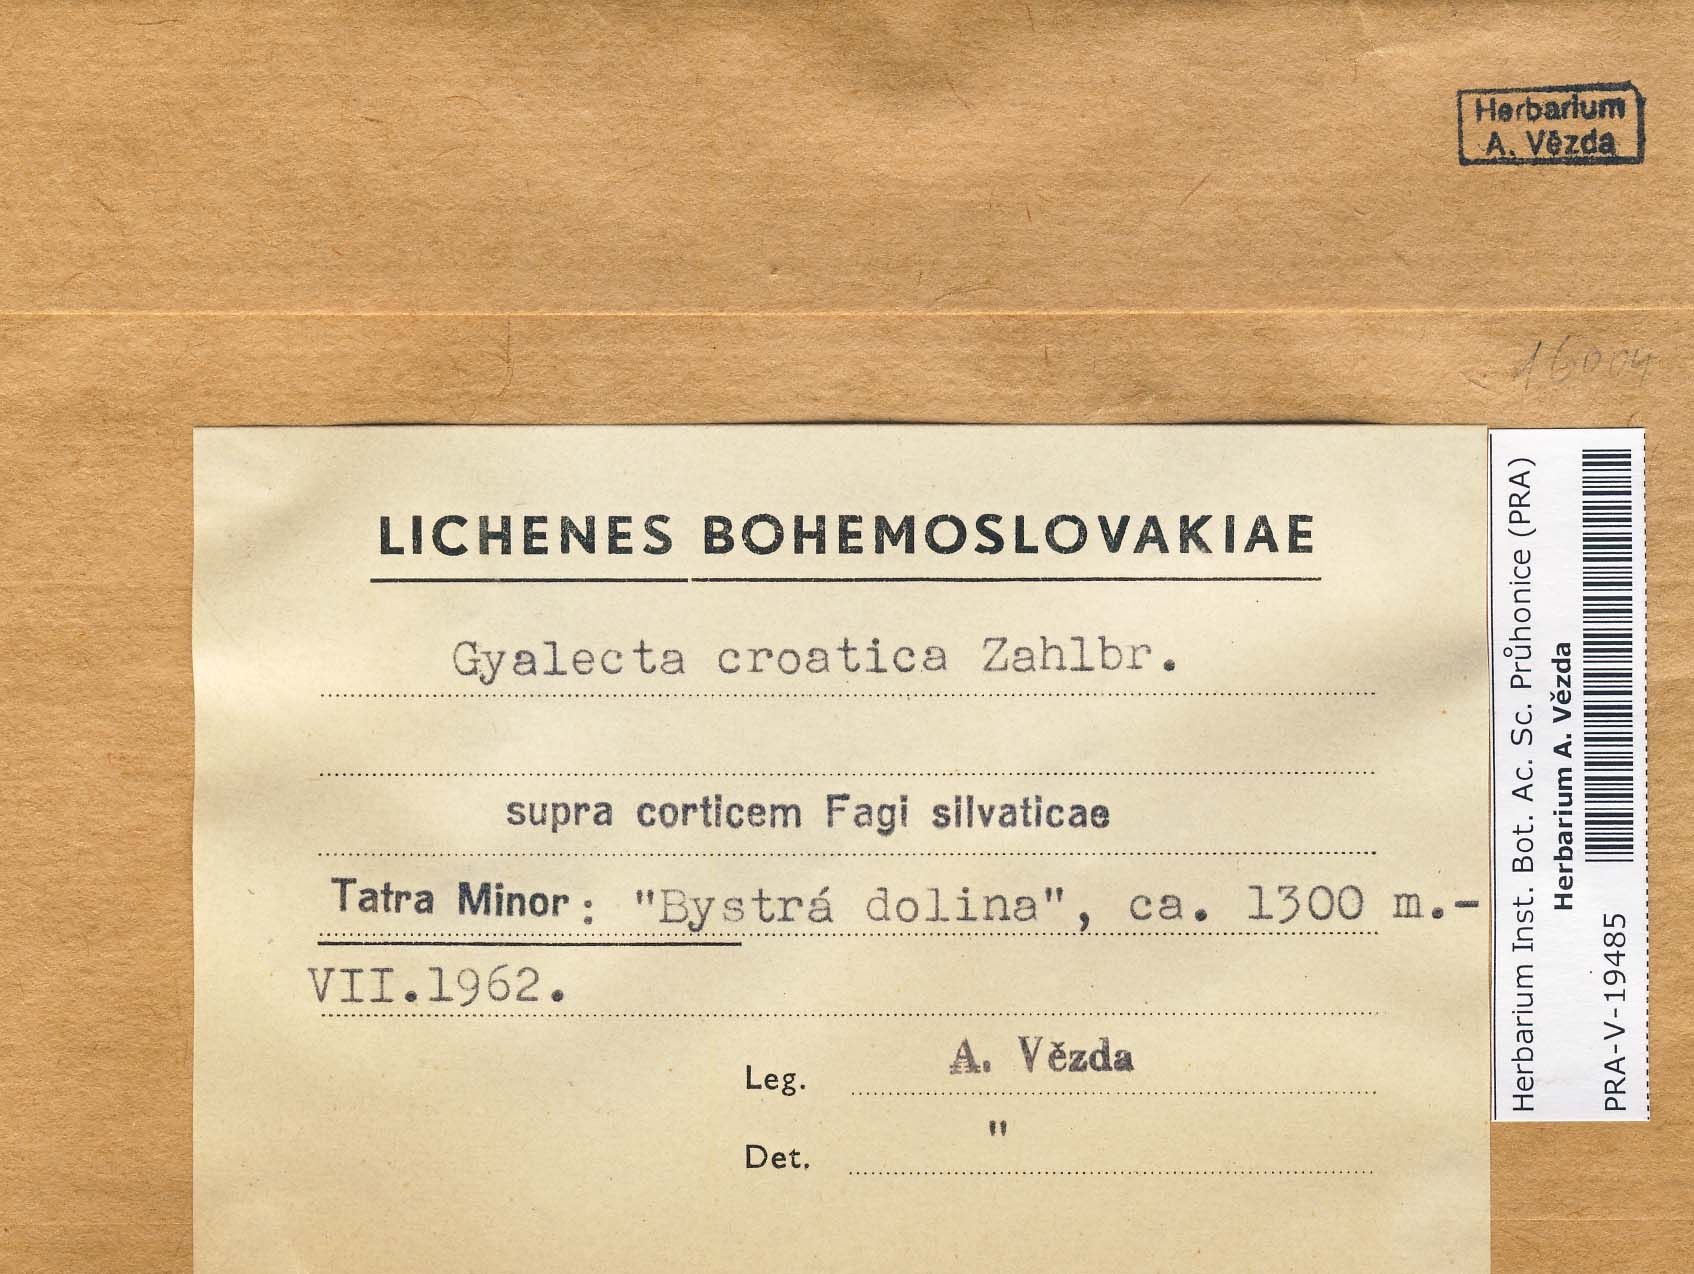 Herbarium
A. Vězda
16004
LICHENES BOHEMOSLOVAKIAE
Gyalecta croatica Zahlbr.
supra corticem Fagi silvaticae
Tatra Minor: "Bystrá dolina", ca. 1300 m.-
VII.1962.
Leg. A. Vězda
Det. "
Herbarium Inst. Bot. Ac. Sc. Průhonice (PRA)
Herbarium A. Vězda
PRA-V-19485